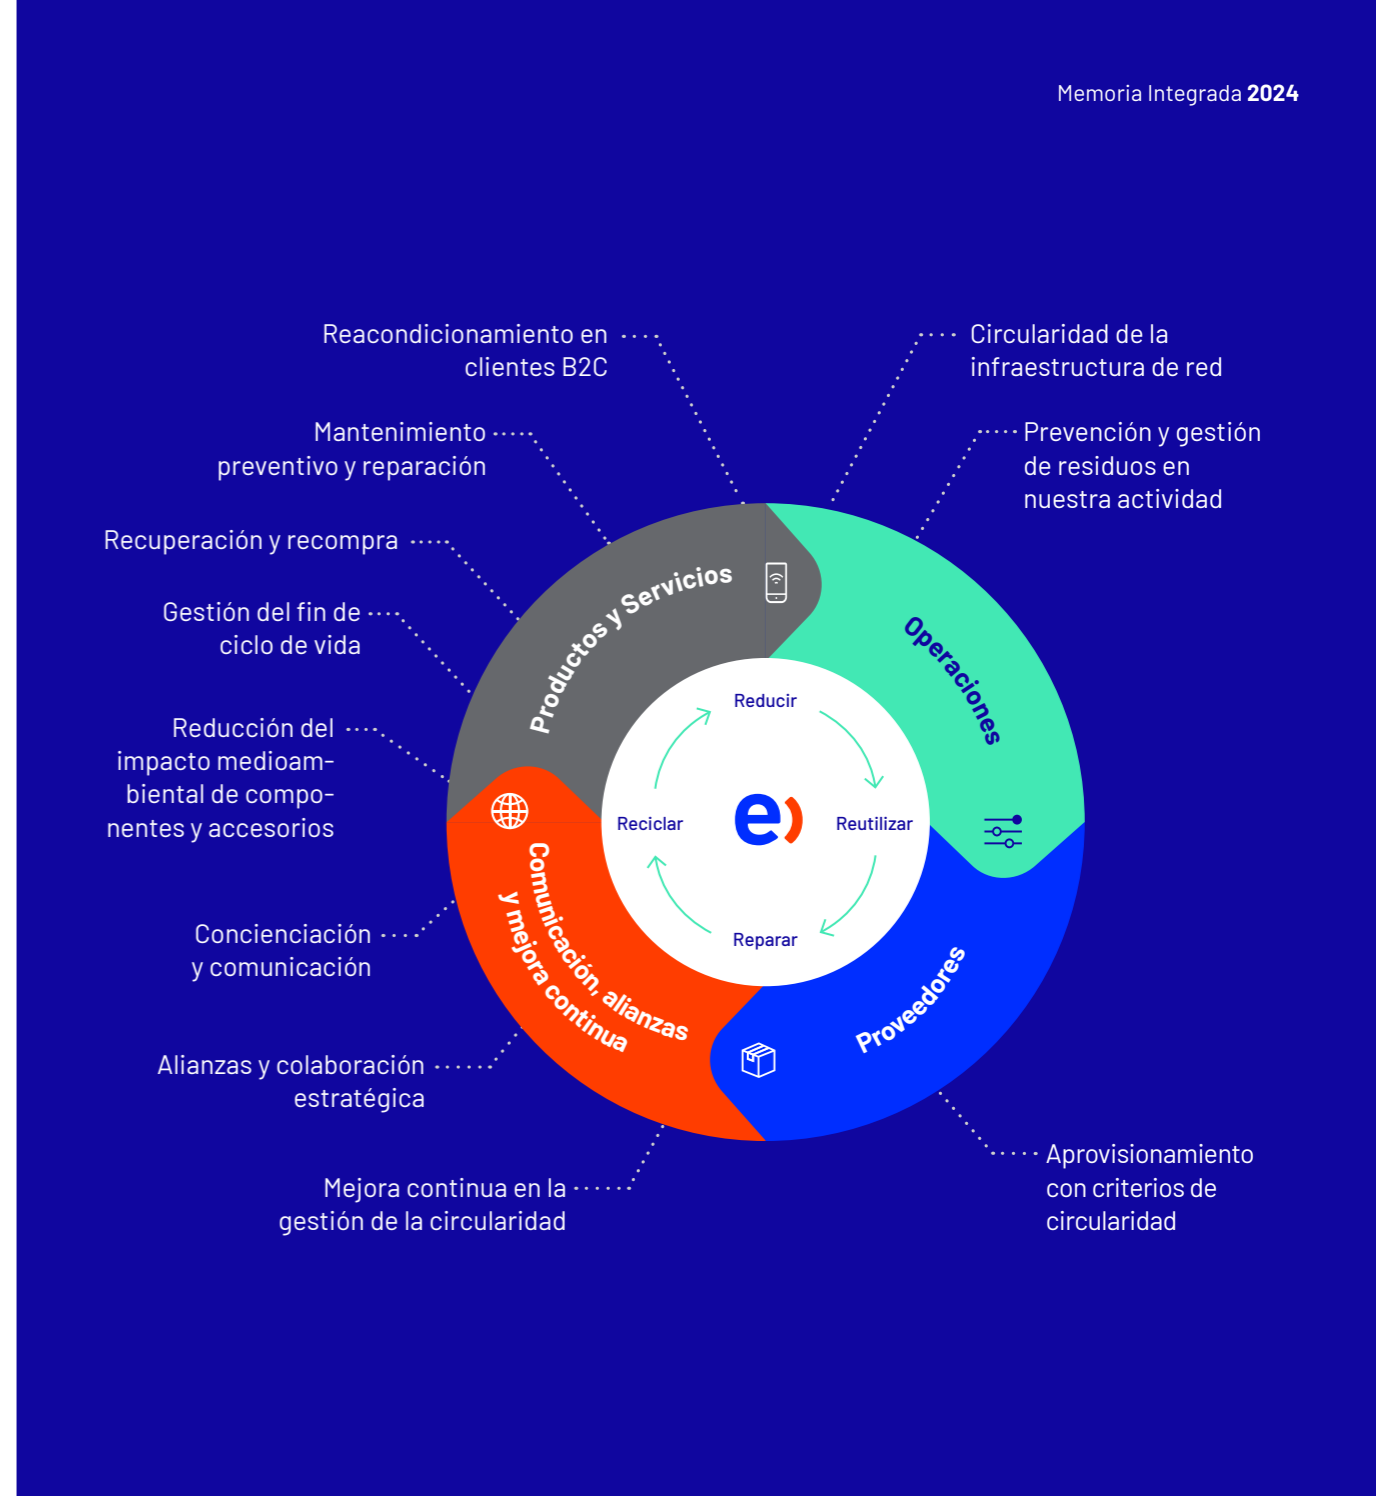 Memoria Integrada 2024
Reacondicionamiento en
clientes B2C
Mantenimiento
preventivo y reparación
Recuperación y recompra
Gestión del fin de
ciclo de vida
Reducción del
impacto medioam-
biental de compo-
nentes y accesorios
Concienciación
y comunicación
Alianzas y colaboración
estratégica
Mejora continua en la
gestión de la circularidad
Circularidad de la
infraestructura de red
Prevención y gestión
de residuos en
nuestra actividad
Aprovisionamiento
con criterios de
circularidad
Productos y Servicios
Operaciones
Proveedores
Comunicación, alianzas
y mejora continua
Reducir
Reutilizar
Reparar
Reciclar
e)